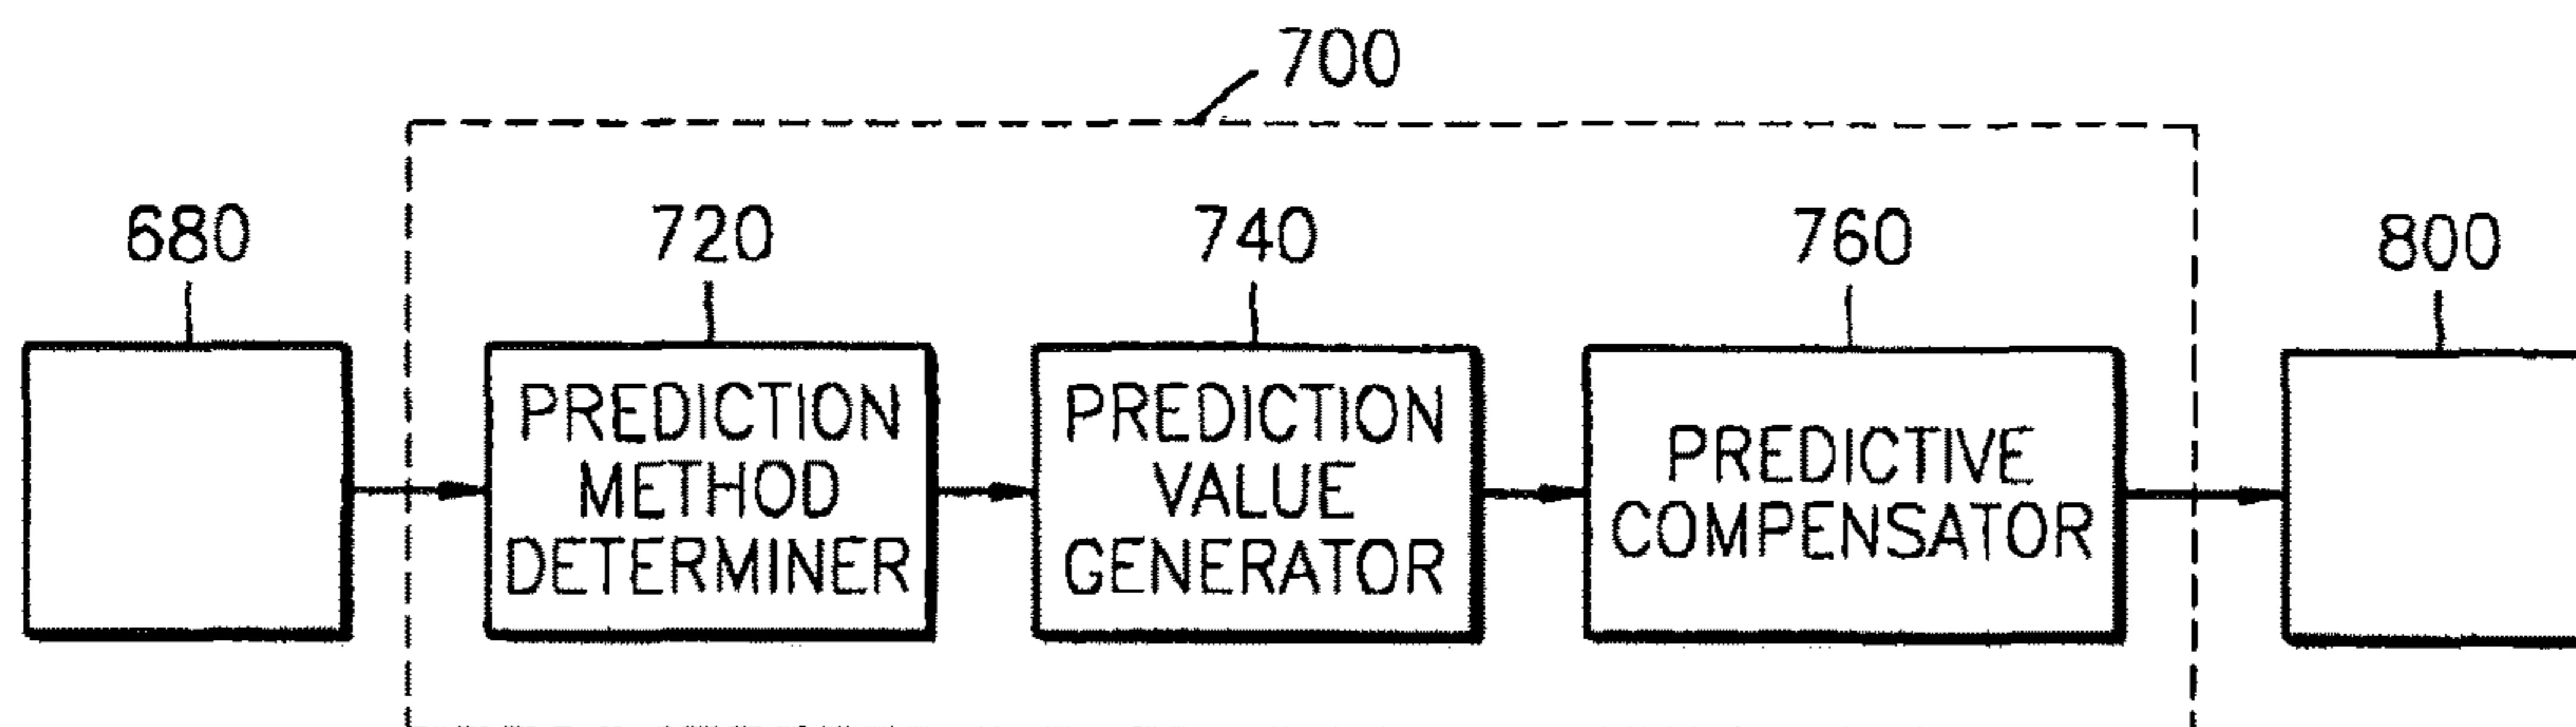 700
680
720
740
760
800
PREDICTION
METHOD
DETERMINER
PREDICTION
VALUE
GENERATOR
PREDICTIVE
COMPENSATOR